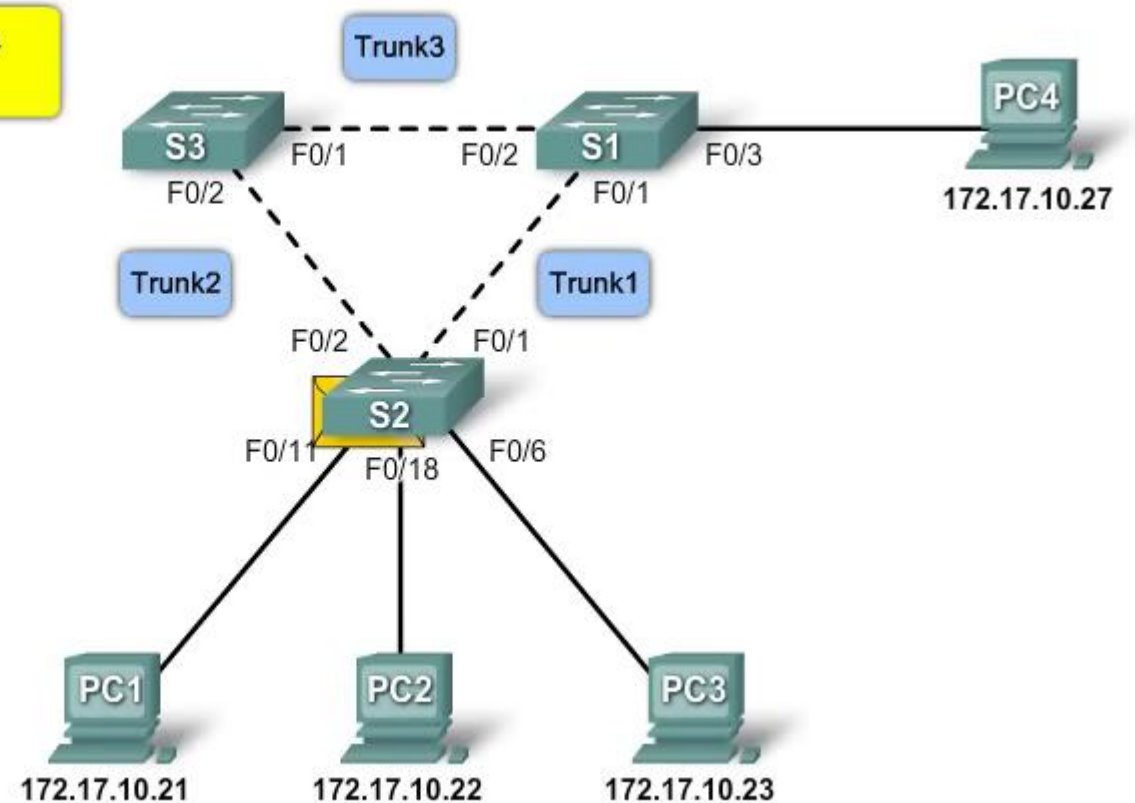 Trunk3
PC4
S3
S1
F0/1
F0/2
F0/3
F0/2
F0/1
172.17.10.27
Trunk2
Trunk1
F0/2
F0/1
S2
F0/11
F0/18
F0/6
PC1
PC2
PC3
172.17.10.21
172.17.10.22
172.17.10.23